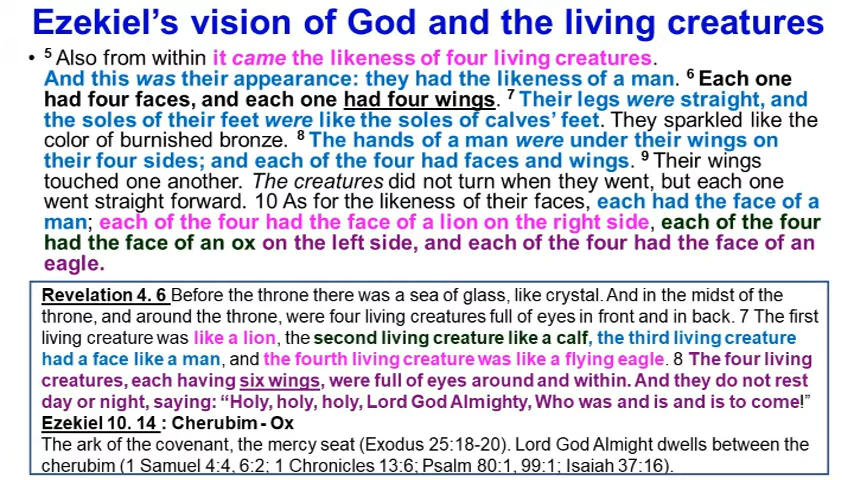 Ezekiel’s vision of God and the living creatures
• 5 Also from within it came the likeness of four living creatures.
And this was their appearance: they had the likeness of a man. 6 Each one
had four faces, and each one had four wings. 7 Their legs were straight, and
the soles of their feet were like the soles of calves’ feet. They sparkled like the
color of burnished bronze. 8 The hands of a man were under their wings on
their four sides; and each of the four had faces and wings. 9 Their wings
touched one another. The creatures did not turn when they went, but each one
went straight forward. 10 As for the likeness of their faces, each had the face of a
man; each of the four had the face of a lion on the right side, each of the four
had the face of an ox on the left side, and each of the four had the face of an
eagle.
Revelation 4. 6 Before the throne there was a sea of glass, like crystal. And in the midst of the
throne, and around the throne, were four living creatures full of eyes in front and in back. 7 The first
living creature was like a lion, the second living creature like a calf, the third living creature
had a face like a man, and the fourth living creature was like a flying eagle. 8 The four living
creatures, each having six wings, were full of eyes around and within. And they do not rest
day or night, saying: “Holy, holy, holy, Lord God Almighty, Who was and is and is to come!”
Ezekiel 10. 14 : Cherubim - Ox
The ark of the covenant, the mercy seat (Exodus 25:18-20). Lord God Almight dwells between the
cherubim (1 Samuel 4:4, 6:2; 1 Chronicles 13:6; Psalm 80:1, 99:1; Isaiah 37:16).